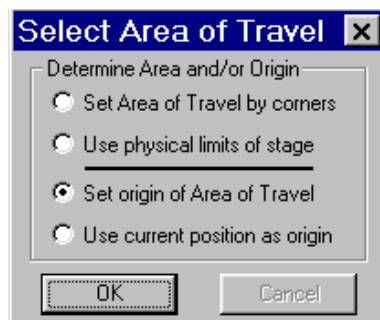 Select Area of Travel
Determine Area and/or Origin
Set Area of Travel by corners
Use physical limits of stage
Set origin of Area of Travel
Use current position as origin
OK Cancel